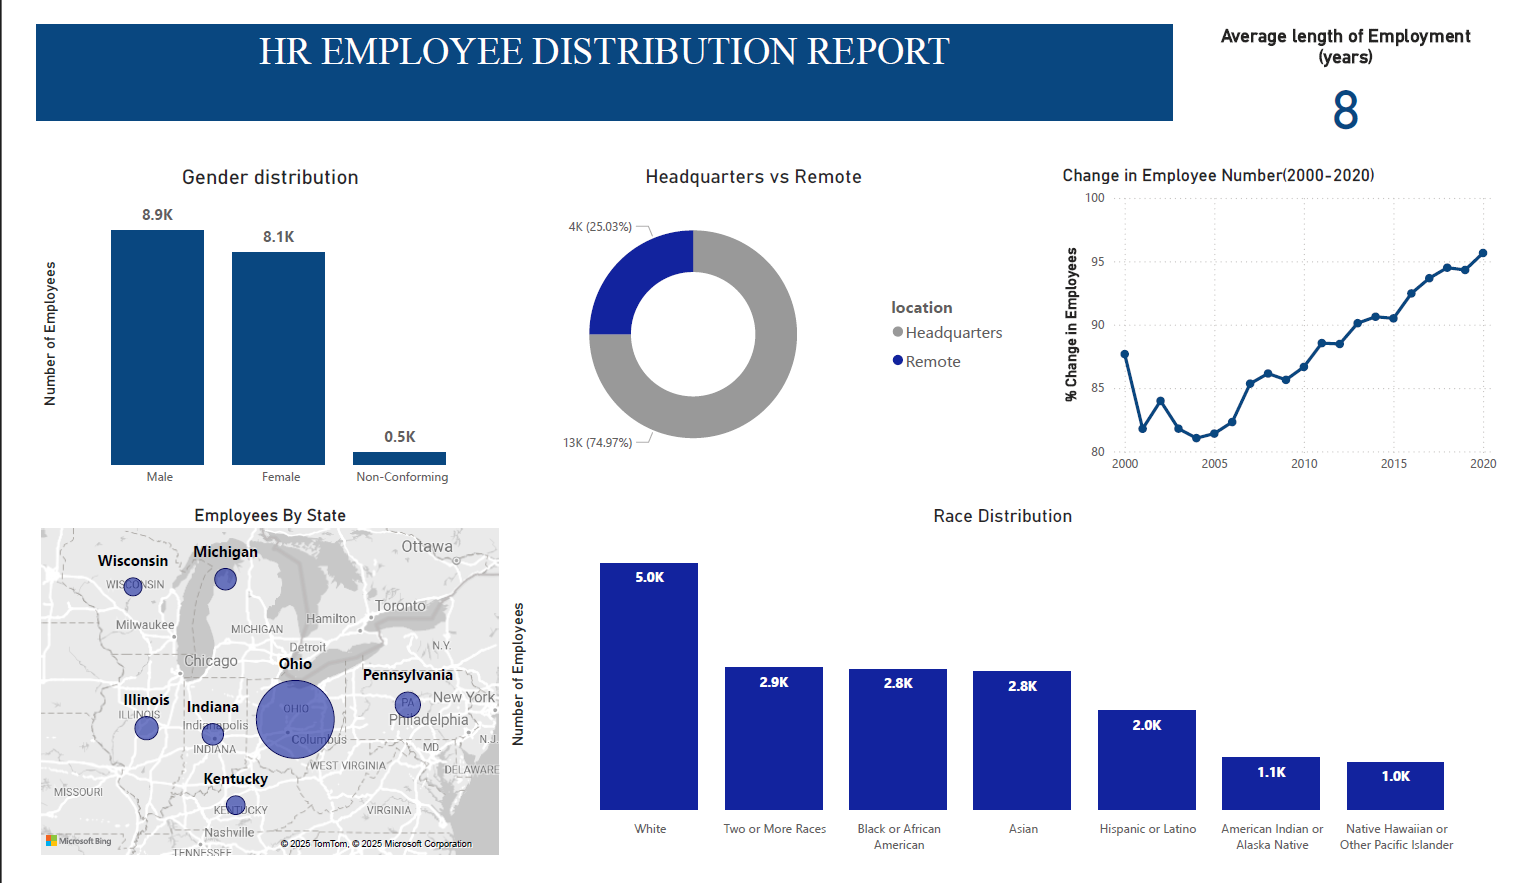 HR EMPLOYEE DISTRIBUTION REPORT
Average length of Employment
(years)
8
Gender distribution
8.9K
8.1K
0.5K
Number of Employees
Male
Female
Non-Conforming
Headquarters vs Remote
4K (25.03%)
13K (74.97%)
location
Headquarters
Remote
Change in Employee Number(2000-2020)
% Change in Employees
100
95
90
85
80
2000
2005
2010
2015
2020
Employees By State
Ottawa
Michigan
Wisconsin
WISCONSIN
Toronto
Hamilton
Milwaukee
MICHIGAN
Detroit
N.Y.
Chicago
Ohio
Pennsylvania
PA
New York
Illinois
ILLINOIS
Indiana
OHIO
Philadelphia
Indianapolis
Columbus
N.J.
INDIANA
MD.
WEST VIRGINIA
DELAWARE
Kentucky
MISSOURI
KENTUCKY
VIRGINIA
Nashville
Microsoft Bing
© 2025 TomTom, © 2025 Microsoft Corporation
TENNESSEE
Race Distribution
Number of Employees
5.0K
2.9K
2.8K
2.8K
2.0K
1.1K
1.0K
White
Two or More Races
Black or African
American
Asian
Hispanic or Latino
American Indian or
Alaska Native
Native Hawaiian or
Other Pacific Islander